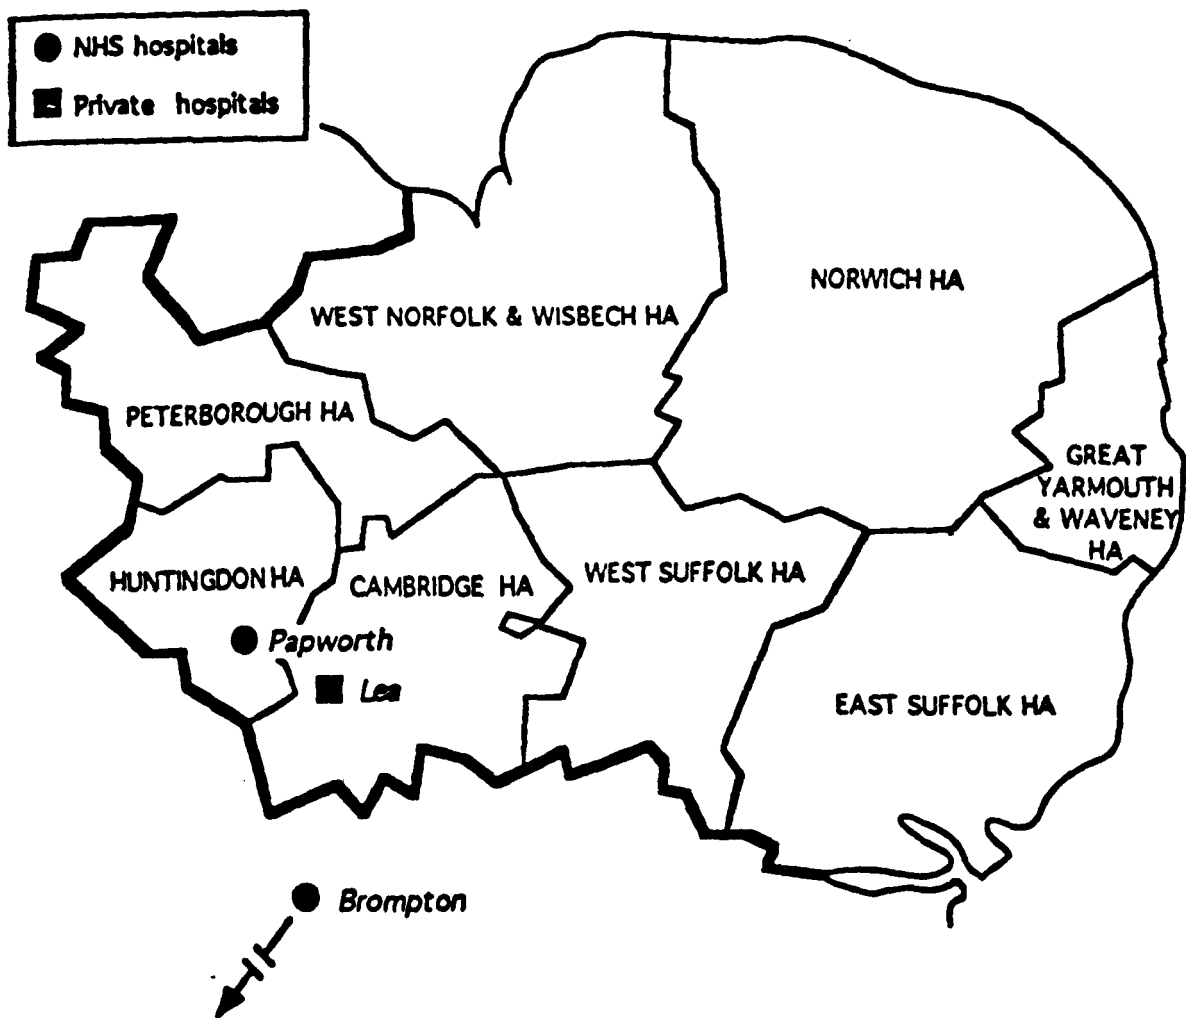 NHS hospitals
Private hospitals
NORWICH HA
WEST NORFOLK & WISBECH HA
PETERBOROUGH HA
GREAT
YARMOUTH
& WAVENEY
HA
HUNTINGDON HA
CAMBRIDGE HA
WEST SUFFOLK HA
Papworth
Lea
EAST SUFFOLK HA
Brompton